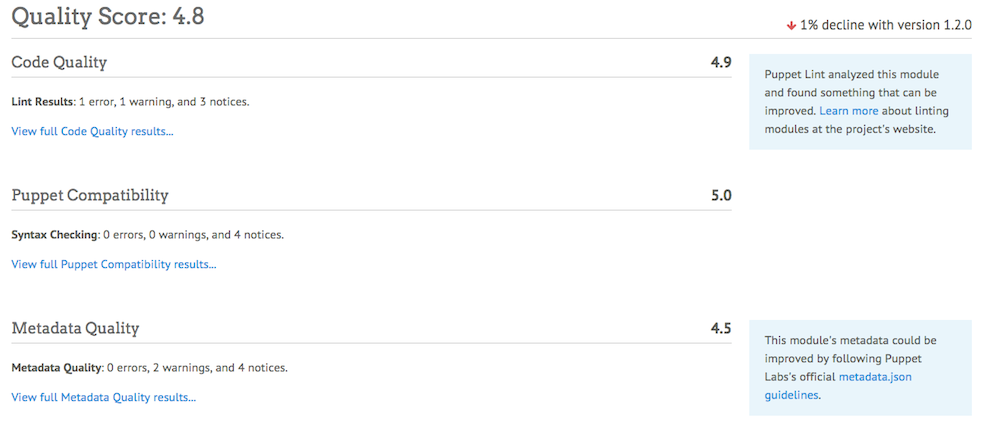 Quality Score: 4.8
1% decline with version 1.2.0
Code Quality 4.9
Lint Results: 1 error, 1 warning, and 3 notices.
View full Code Quality results...
Puppet Lint analyzed this module
and found something that can be
improved. Learn more about linting
modules at the project's website.
Puppet Compatibility 5.0
Syntax Checking: 0 errors, 0 warnings, and 4 notices.
View full Puppet Compatibility results...
Metadata Quality 4.5
Metadata Quality: 0 errors, 2 warnings, and 4 notices.
View full Metadata Quality results...
This module's metadata could be
improved by following Puppet
Labs's official metadata.json
guidelines.